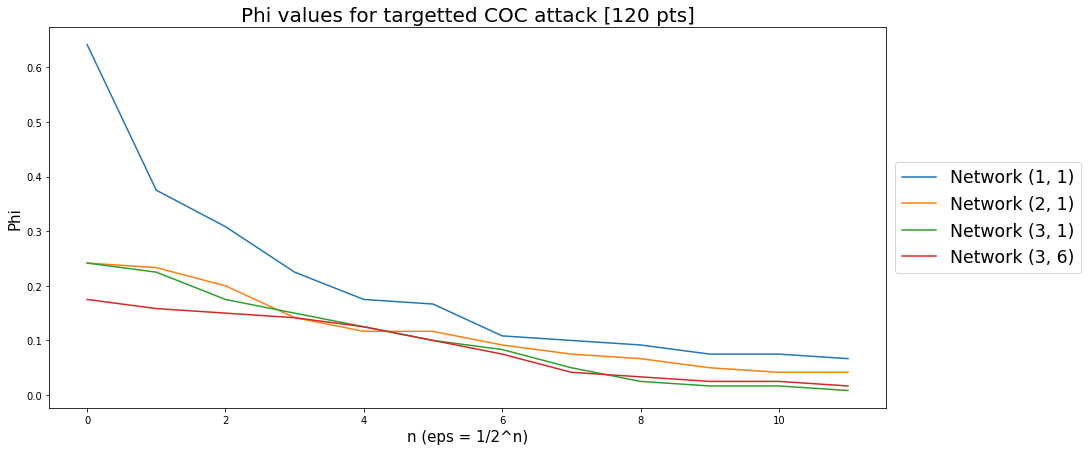 Phi values for targetted COC attack [120 pts]
0.6
0.5
0.4
0.3
0.2
0.1
0.0
Phi
0 2 4 6 8 10
n (eps = 1/2^n)
Network (1, 1)
Network (2, 1)
Network (3, 1)
Network (3, 6)